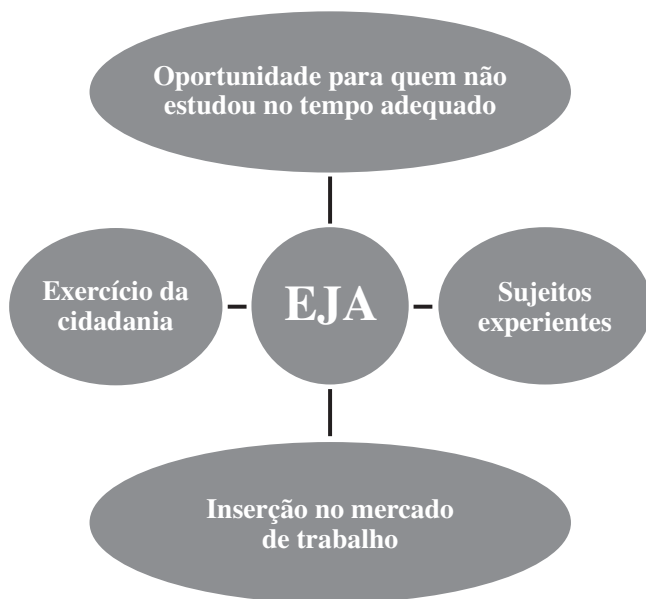 Oportunidade para quem não
estudou no tempo adequado
Exercício da
cidadania
EJA
Sujeitos
experientes
Inserção no mercado
de trabalho